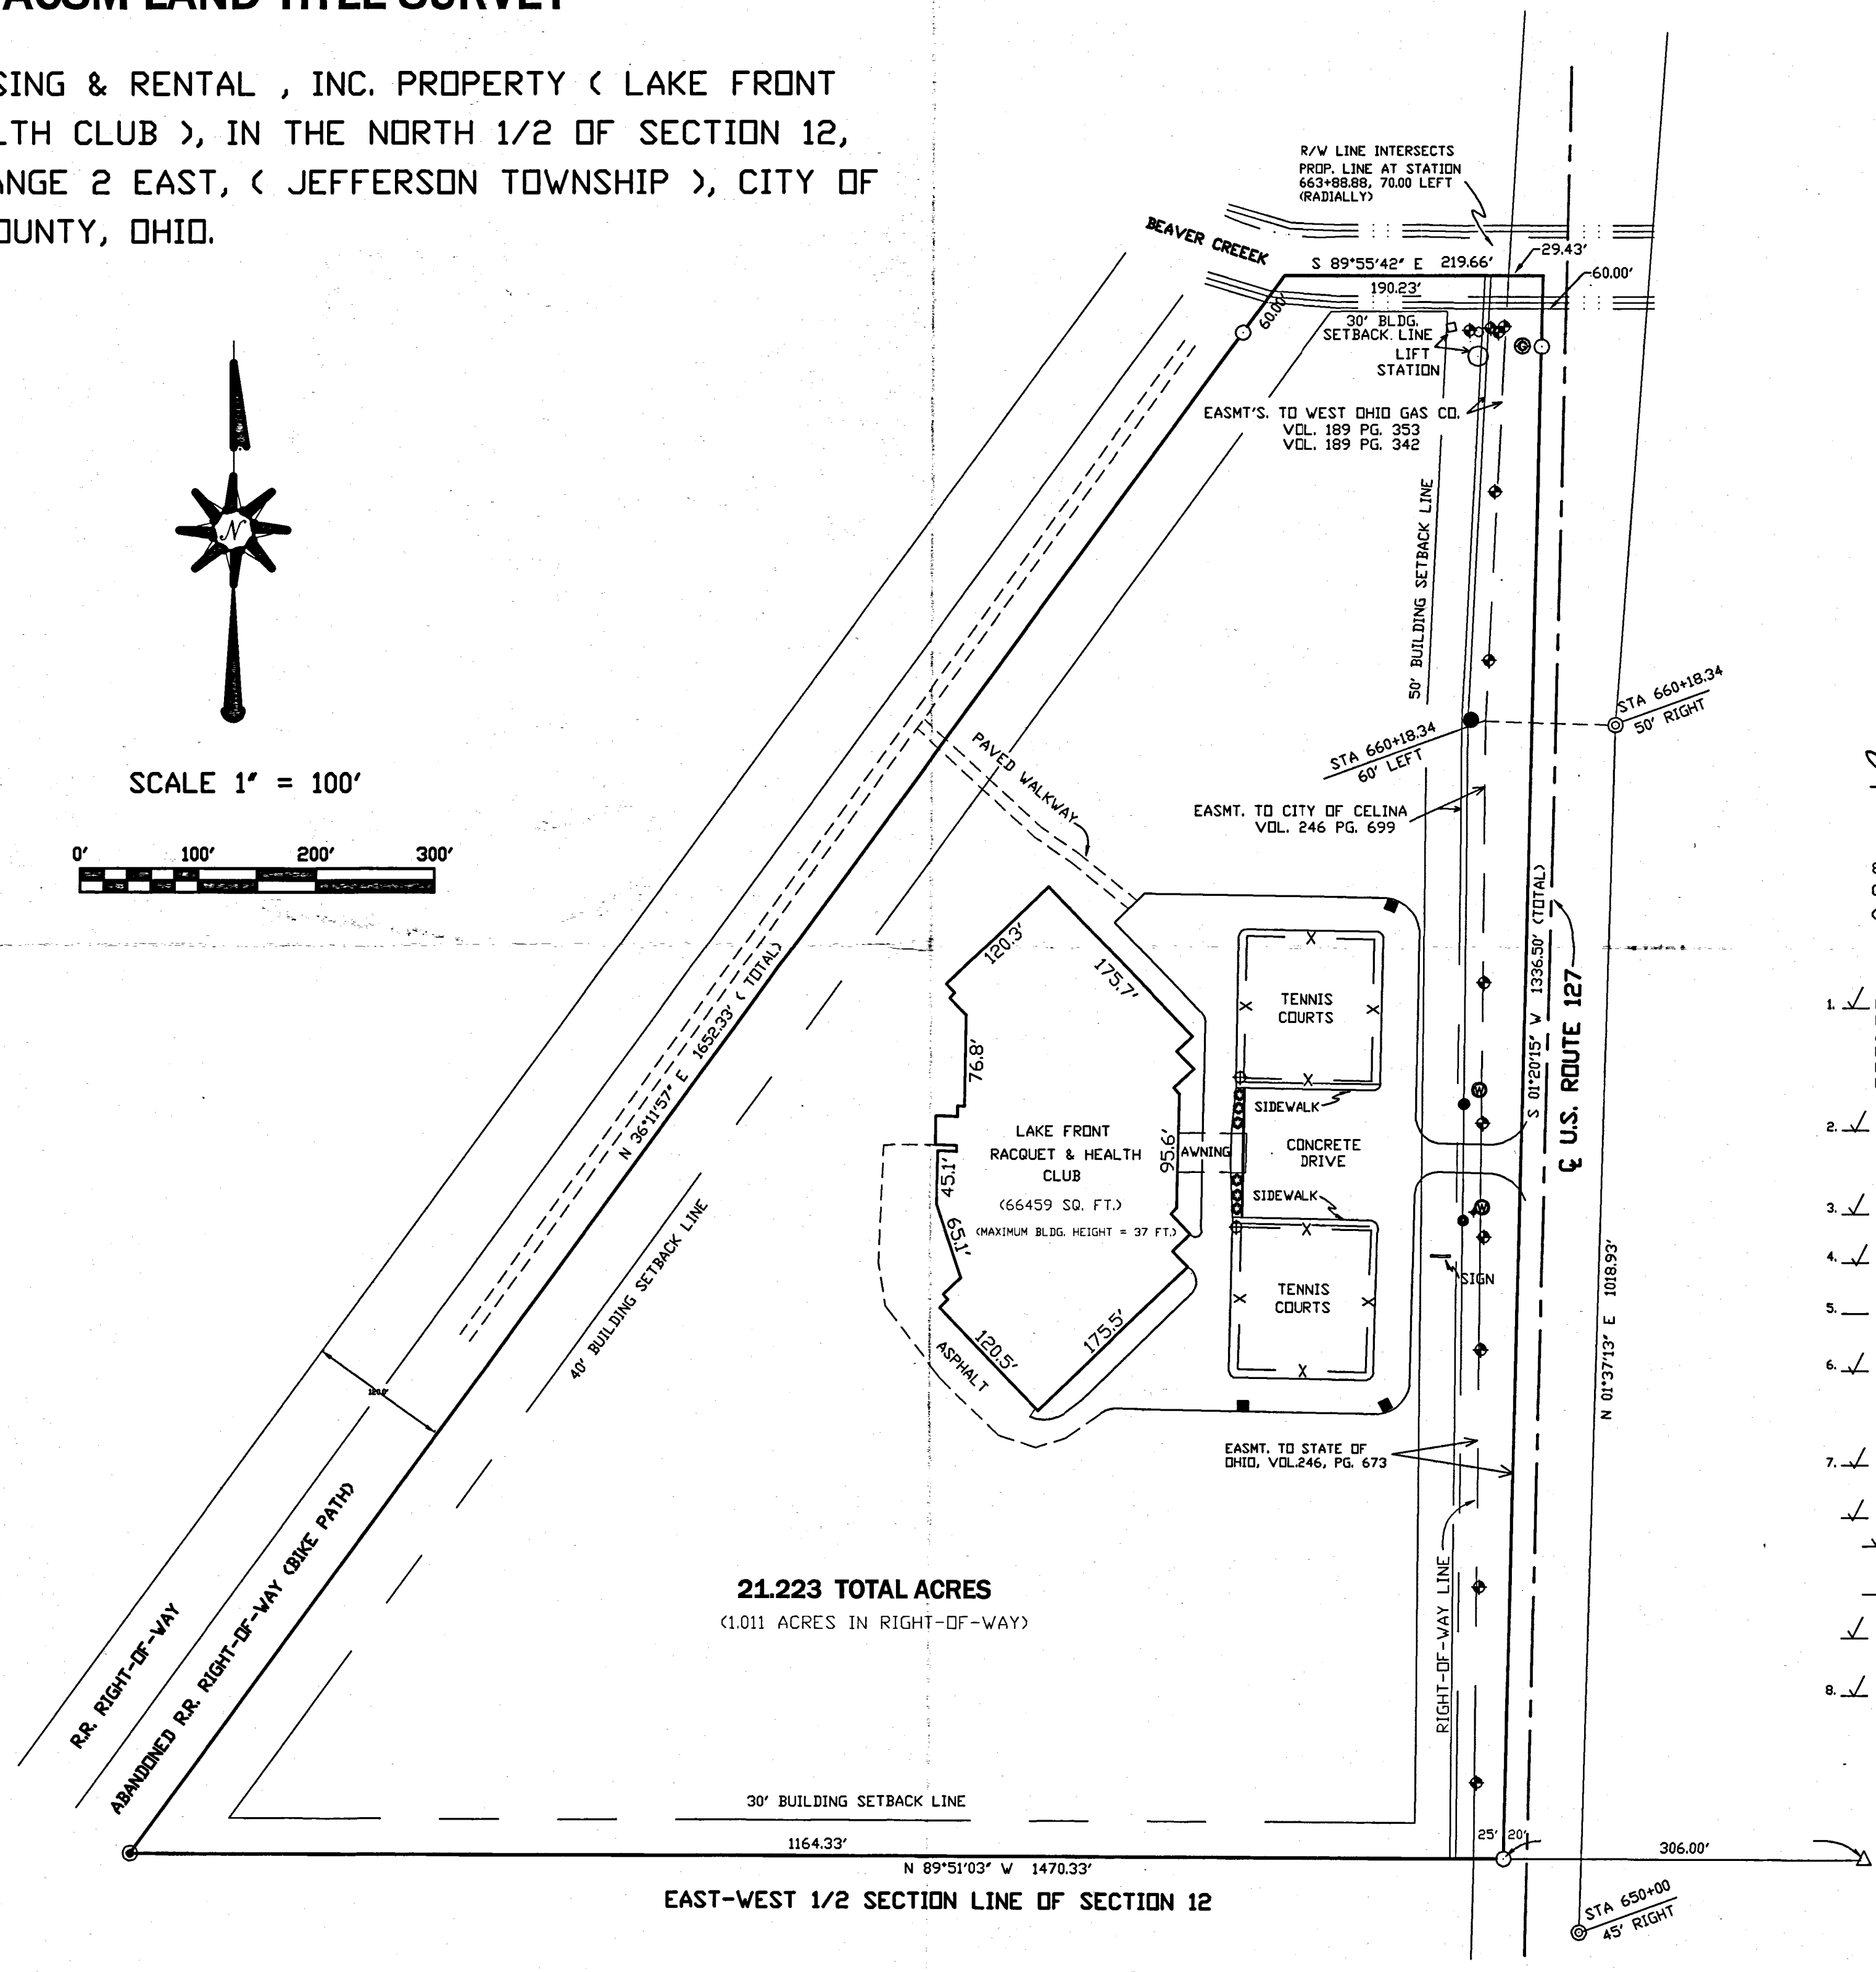 ACSM LAND TITLE SURVEY
SING & RENTAL , INC. PROPERTY ( LAKE FRONT
LTH CLUB ), IN THE NORTH 1/2 OF SECTION 12,
ANGE 2 EAST, ( JEFFERSON TOWNSHIP ), CITY OF
OUNTY, OHIO.
R/W LINE INTERSECTS
PROP. LINE AT STATION
663+88.88, 70.00 LEFT
(RADIALLY)
BEAVER CREEEK
S 89°55'42" E 219.66'
29.43'
60.00'
190.23'
60.00'
30' BLDG.
SETBACK LINE
LIFT
STATION
G
EASMT'S. TO WEST OHIO GAS CO.
VOL. 189 PG. 353
VOL. 189 PG. 342
N
SCALE 1" = 100'
0' 100' 200' 300'
50' BUILDING SETBACK LINE
STA 660+18.34
50' RIGHT
STA 660+18.34
60' LEFT
PAVED WALKWAY
EASMT. TO CITY OF CELINA
VOL. 246 PG. 699
S 01°20'15" W 1336.50' (TOTAL)
℄ U.S. ROUTE 127
N 36°11'57" E 1652.33' ( TOTAL)
120.3'
175.7'
76.8'
TENNIS
COURTS
X
X
X
X
W
SIDEWALK
LAKE FRONT
RACQUET & HEALTH
CLUB
(66459 SQ. FT.)
(MAXIMUM BLDG. HEIGHT = 37 FT.)
95.6'
AWNING
CONCRETE
DRIVE
45.1'
65.1'
SIDEWALK
W
SIGN
TENNIS
COURTS
X
X
X
X
120.5'
175.5'
ASPHALT
40' BUILDING SETBACK LINE
N 01°37'13" E 1018.93'
120.0'
EASMT. TO STATE OF
OHIO, VOL.246, PG. 673
RIGHT-OF-WAY LINE
R.R. RIGHT-OF-WAY
ABANDONED R.R. RIGHT-OF-WAY (BIKE PATH)
21.223 TOTAL ACRES
(1.011 ACRES IN RIGHT-OF-WAY)
30' BUILDING SETBACK LINE
1164.33'
25' 20'
306.00'
N 89°51'03" W 1470.33'
EAST-WEST 1/2 SECTION LINE OF SECTION 12
STA 650+00
45' RIGHT
1.
2.
3.
4.
5.
6.
7.
8.